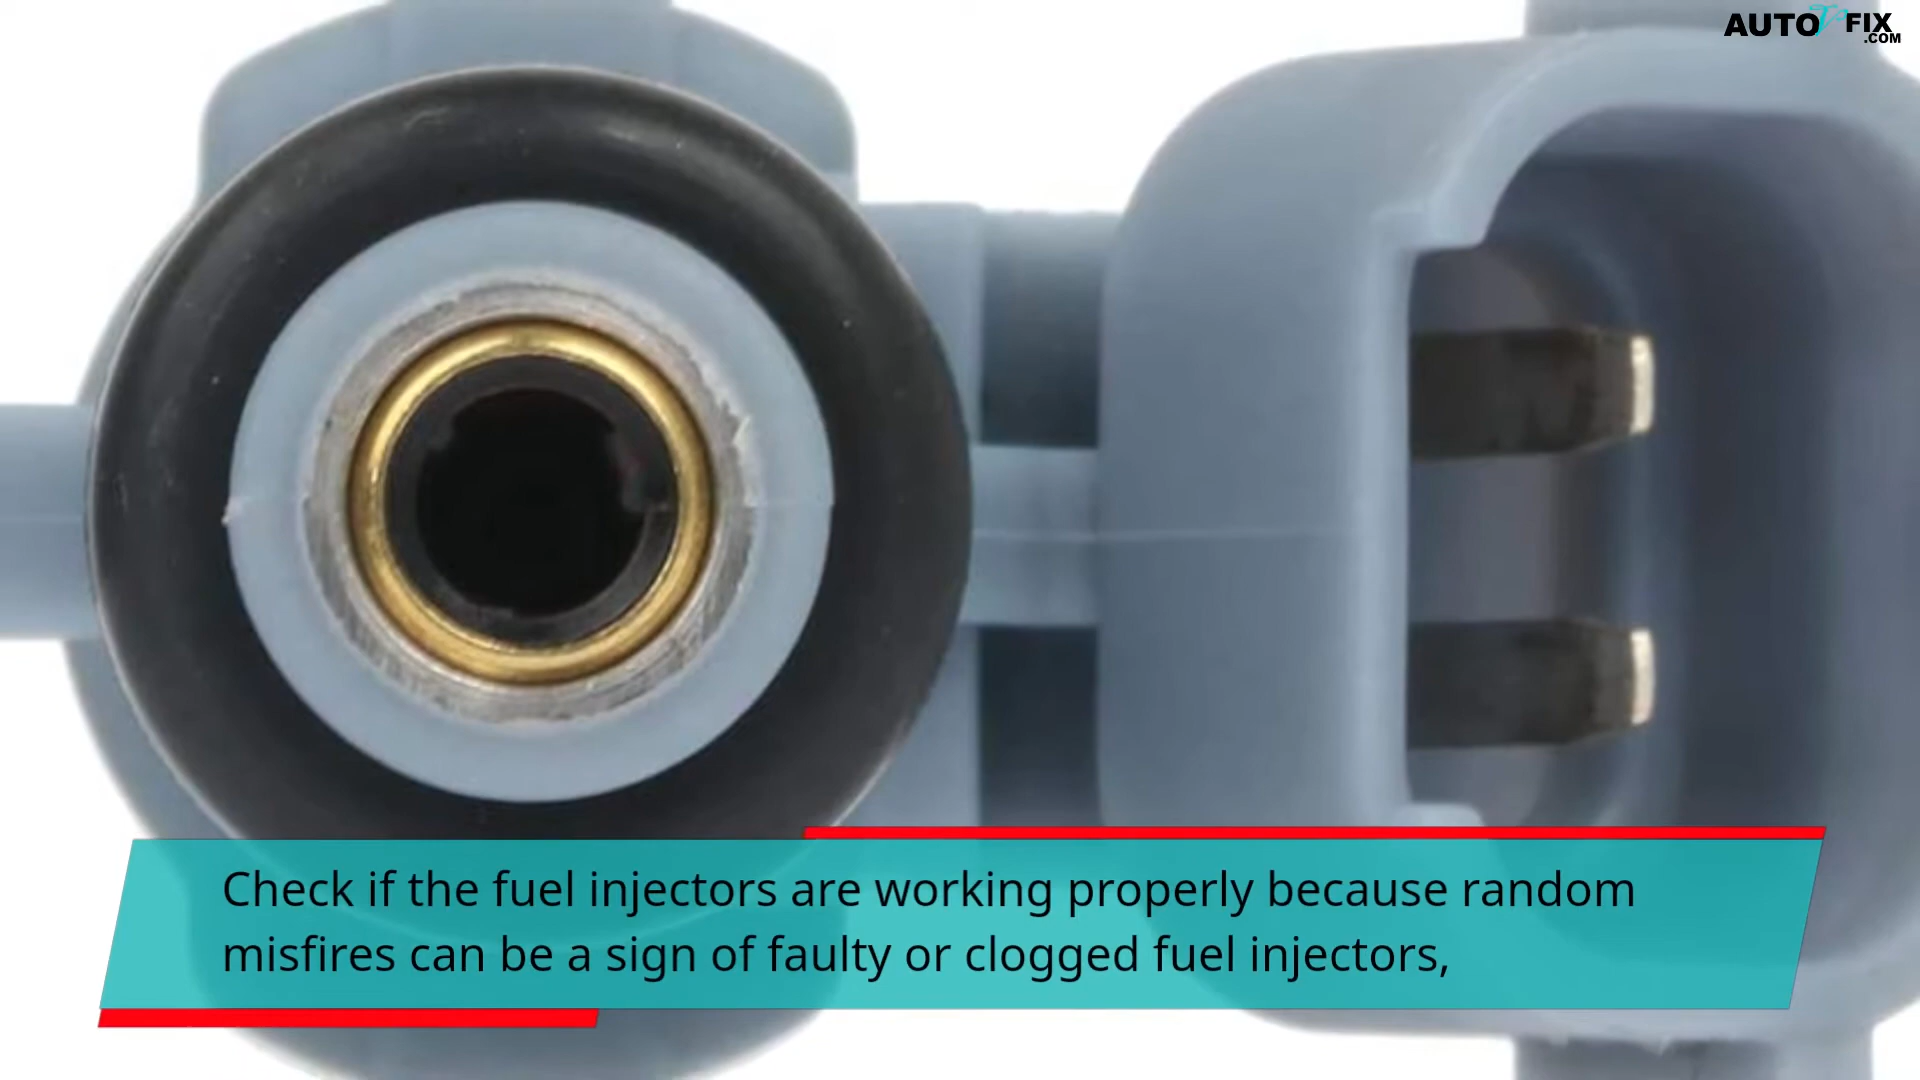 AUTO FIX
.COM
Check if the fuel injectors are working properly because random
misfires can be a sign of faulty or clogged fuel injectors,